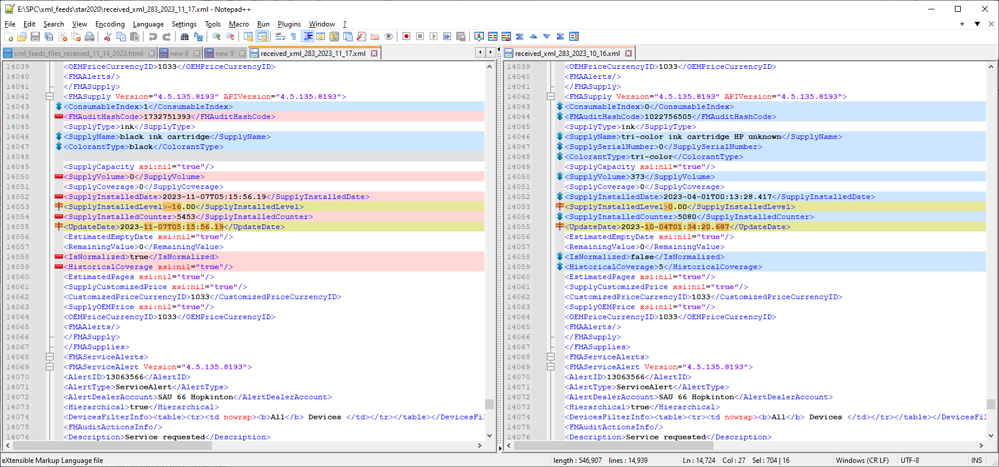 E:\SPC\xml_feeds\star2020\received_xml_283_2023_11_17.xml - Notepad++
File Edit Search View Encoding Language Settings Tools Macro Run Plugins Window ?
xml_feeds_files_received_11_14_2023.html new 8 new 9 received_xml_283_2023_11_17.xml
14039 <OEMPriceCurrencyID>1033</OEMPriceCurrencyID>
14040 <FMAAlerts/>
14041 </FMASupply>
14042 <FMASupply Version="4.5.135.8193" APIVersion="4.5.135.8193">
14043 <ConsumableIndex>1</ConsumableIndex>
14044 <FMAuditHashCode>1732751393</FMAuditHashCode>
14045 <SupplyType>ink</SupplyType>
14046 <SupplyName>black ink cartridge</SupplyName>
14047 <ColorantType>black</ColorantType>
14048
14049 <SupplyCapacity xsi:nil="true"/>
14050 <SupplyVolume>0</SupplyVolume>
14051 <SupplyCoverage>0</SupplyCoverage>
14052 <SupplyInstalledDate>2023-11-07T05:15:56.19</SupplyInstalledDate>
14053 <SupplyInstalledLevel>-16.00</SupplyInstalledLevel>
14054 <SupplyInstalledCounter>5453</SupplyInstalledCounter>
14055 <UpdateDate>2023-11-07T05:15:56.19</UpdateDate>
14056 <EstimatedEmptyDate xsi:nil="true"/>
14057 <RemainingValue>0</RemainingValue>
14058 <IsNormalized>true</IsNormalized>
14059 <HistoricalCoverage xsi:nil="true"/>
14060 <EstimatedPages xsi:nil="true"/>
14061 <SupplyCustomizedPrice xsi:nil="true"/>
14062 <CustomizedPriceCurrencyID>1033</CustomizedPriceCurrencyID>
14063 <SupplyOEMPrice xsi:nil="true"/>
14064 <OEMPriceCurrencyID>1033</OEMPriceCurrencyID>
14065 <FMAAlerts/>
14066 </FMASupply>
14067 </FMASupplies>
14068 <FMAServiceAlerts>
14069 <FMAServiceAlert Version="4.5.135.8193">
14070 <AlertID>13063566</AlertID>
14071 <AlertType>ServiceAlert</AlertType>
14072 <AlertDealerAccount>SAU 66 Hopkinton</AlertDealerAccount>
14073 <Hierarchical>true</Hierarchical>
14074 <DevicesFilterInfo><table><tr><td nowrap><b>All</b> Devices </td></tr></table></DevicesFil
14075 <FMAuditActionsInfo/>
14076 <Description>Service requested</Description>
received_xml_283_2023_10_16.xml
14039 <OEMPriceCurrencyID>1033</OEMPriceCurrencyID>
14040 <FMAAlerts/>
14041 </FMASupply>
14042 <FMASupply Version="4.5.135.8193" APIVersion="4.5.135.8193">
14043 <ConsumableIndex>0</ConsumableIndex>
14044 <FMAuditHashCode>1022756505</FMAuditHashCode>
14045 <SupplyType>ink</SupplyType>
14046 <SupplyName>tri-color ink cartridge HP unknown</SupplyName>
14047 <SupplySerialNumber>0</SupplySerialNumber>
14048 <ColorantType>tri-color</ColorantType>
14049 <SupplyCapacity xsi:nil="true"/>
14050 <SupplyVolume>373</SupplyVolume>
14051 <SupplyCoverage>0</SupplyCoverage>
14052 <SupplyInstalledDate>2023-04-01T00:13:28.417</SupplyInstalledDate>
14053 <SupplyInstalledLevel>0.00</SupplyInstalledLevel>
14054 <SupplyInstalledCounter>5080</SupplyInstalledCounter>
14055 <UpdateDate>2023-10-04T01:34:20.687</UpdateDate>
14056 <EstimatedEmptyDate xsi:nil="true"/>
14057 <RemainingValue>0</RemainingValue>
14058 <IsNormalized>false</IsNormalized>
14059 <HistoricalCoverage>5</HistoricalCoverage>
14060 <EstimatedPages xsi:nil="true"/>
14061 <SupplyCustomizedPrice xsi:nil="true"/>
14062 <CustomizedPriceCurrencyID>1033</CustomizedPriceCurrencyID>
14063 <SupplyOEMPrice xsi:nil="true"/>
14064 <OEMPriceCurrencyID>1033</OEMPriceCurrencyID>
14065 <FMAAlerts/>
14066 </FMASupply>
14067 </FMASupplies>
14068 <FMAServiceAlerts>
14069 <FMAServiceAlert Version="4.5.135.8193">
14070 <AlertID>13063566</AlertID>
14071 <AlertType>ServiceAlert</AlertType>
14072 <AlertDealerAccount>SAU 66 Hopkinton</AlertDealerAccount>
14073 <Hierarchical>true</Hierarchical>
14074 <DevicesFilterInfo><table><tr><td nowrap><b>All</b> Devices </td></tr></table></DevicesFil
14075 <FMAuditActionsInfo/>
14076 <Description>Service requested</Description>
eXtensible Markup Language file length : 546,907 lines : 14,939 Ln : 14,724 Col : 27 Sel : 704 | 16 Windows (CR LF) UTF-8 INS